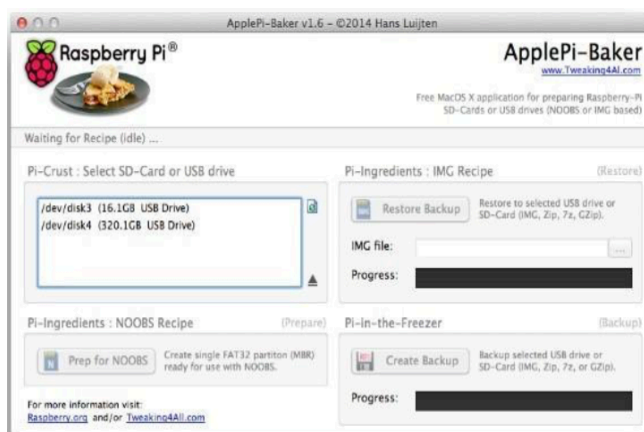 ApplePi-Baker v1.6 – ©2014 Hans Luijten
Raspberry Pi®
ApplePi-Baker
www.Tweaking4Al.com
Free MacOS X application for preparing Raspberry-Pi
SD-Cards or USB drives (NOOBS or IMG based)
Waiting for Recipe (idle) ...
Pi-Crust : Select SD-Card or USB drive
/dev/disk3 (16.1GB USB Drive)
/dev/disk4 (320.1GB USB Drive)
Pi-Ingredients : IMG Recipe (Restore)
Restore Backup
Restore to selected USB drive or
SD-Card (IMG, Zip, 7z, GZip).
IMG file:
...
Progress:
Pi-Ingredients : NOOBS Recipe (Prepare)
Prep for NOOBS
Create single FAT32 partiton (MBR)
ready for use with NOOBS.
For more information visit:
Raspberry.org and/or Tweaking4All.com
Pi-in-the-Freezer (Backup)
Create Backup
Backup selected USB drive or
SD-Card (IMG, Zip, 7z, or GZip).
Progress: